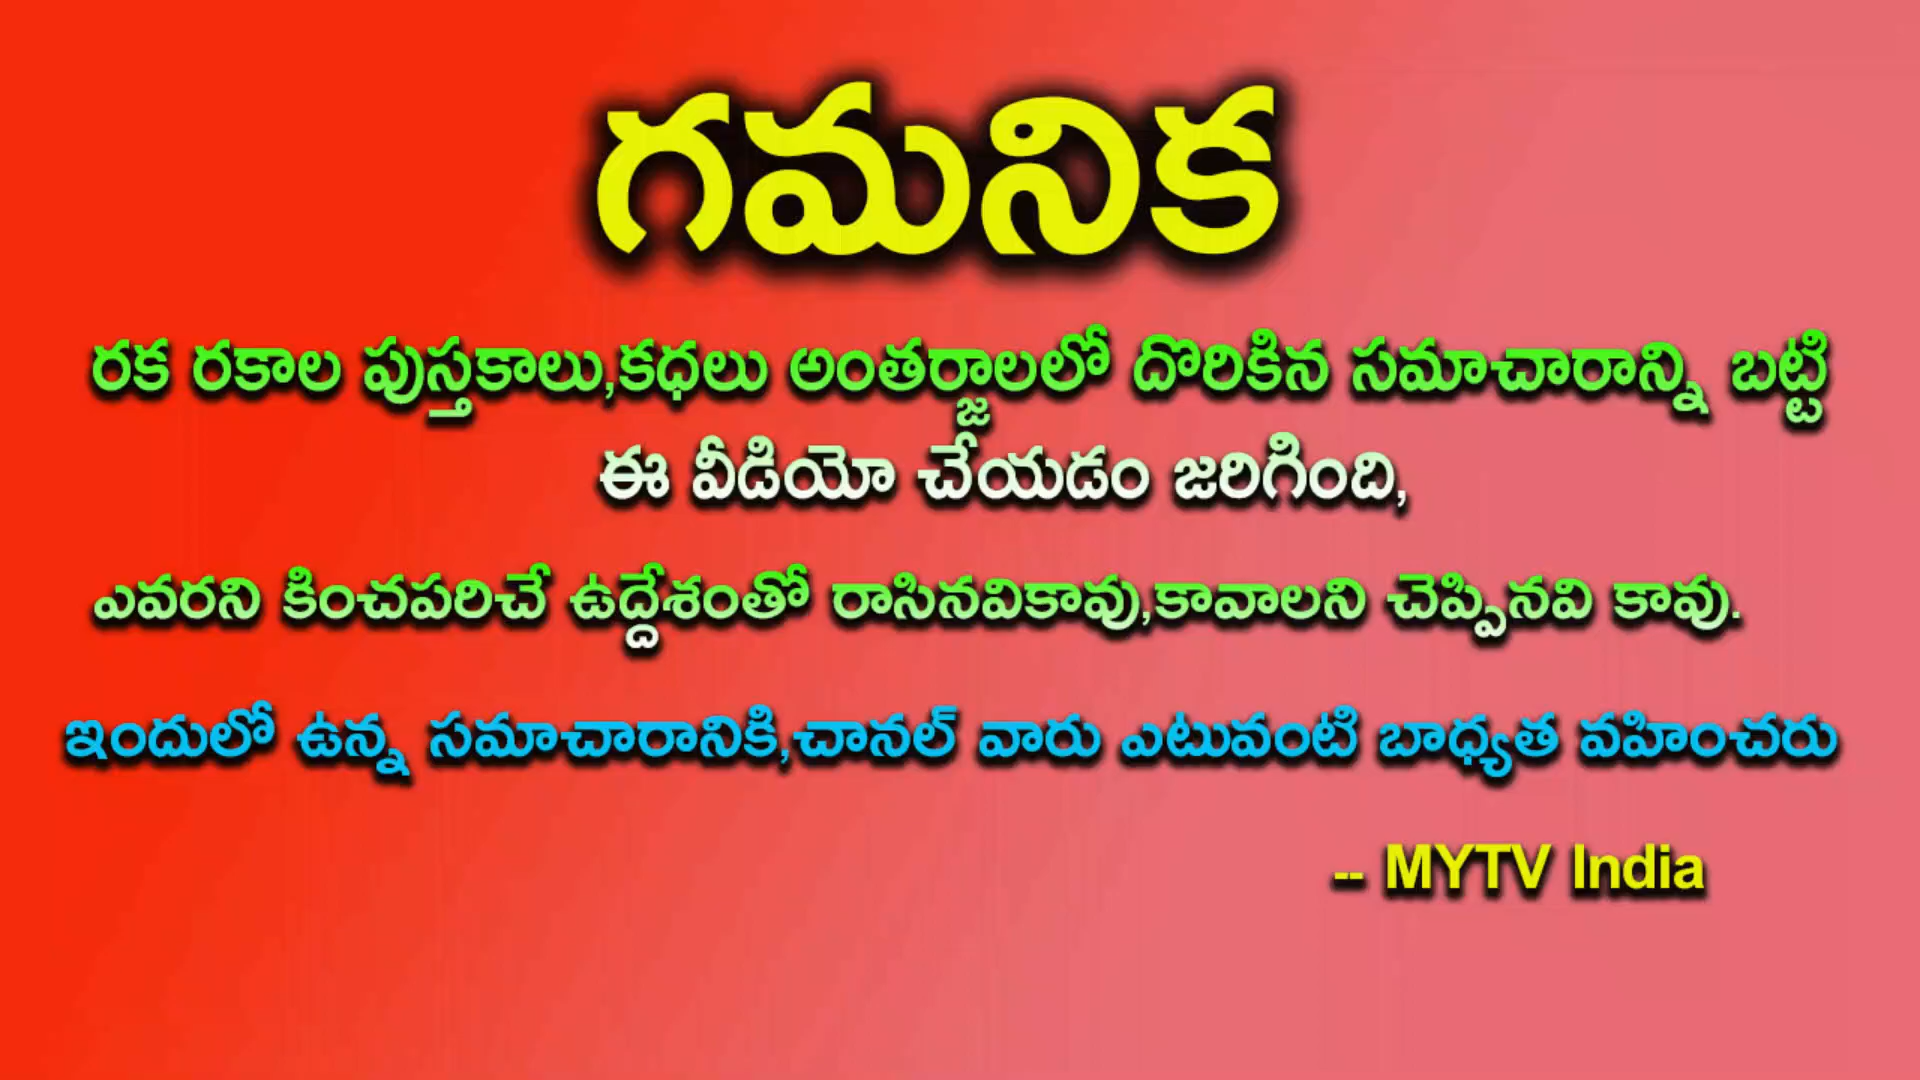 గమనిక
రక రకాల పుస్తకాలు,కధలు అంతర్జాలలో దొరికిన సమాచారాన్ని బట్టి
ఈ వీడియో చేయడం జరిగింది,
ఎవరని కించపరిచే ఉద్దేశంతో రాసినవికావు,కావాలని చెప్పినవి కావు.
ఇందులో ఉన్న సమాచారానికి,చానల్ వారు ఎటువంటి బాధ్యత వహించరు
-- MYTV India